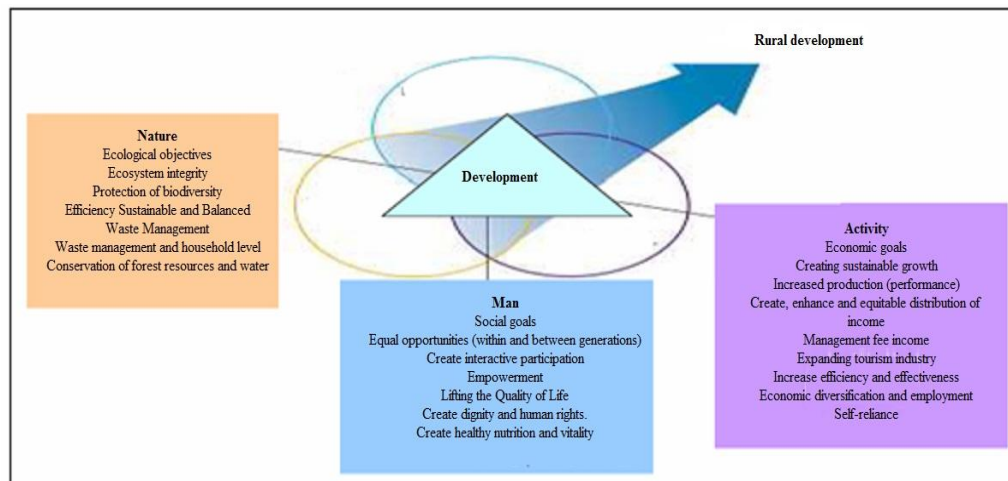 Rural development
Development
Nature
Ecological objectives
Ecosystem integrity
Protection of biodiversity
Efficiency Sustainable and Balanced
Waste Management
Waste management and household level
Conservation of forest resources and water
Man
Social goals
Equal opportunities (within and between generations)
Create interactive participation
Empowerment
Lifting the Quality of Life
Create dignity and human rights.
Create healthy nutrition and vitality
Activity
Economic goals
Creating sustainable growth
Increased production (performance)
Create, enhance and equitable distribution of
income
Management fee income
Expanding tourism industry
Increase efficiency and effectiveness
Economic diversification and employment
Self-reliance